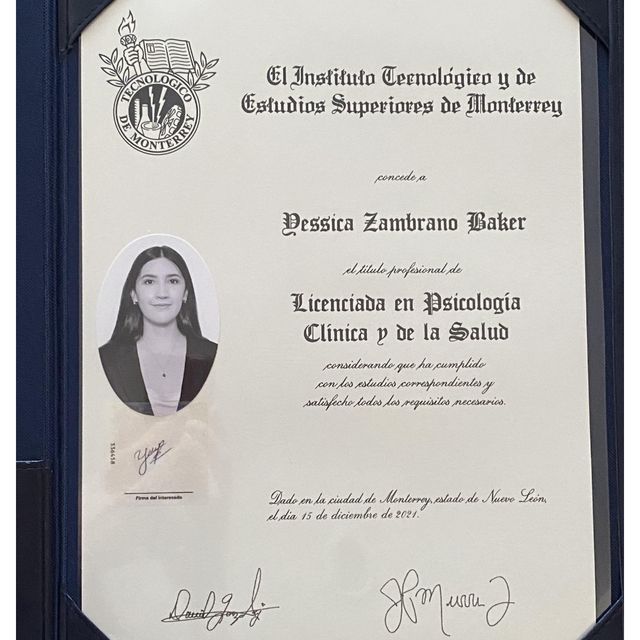 TECNOLOGICO
DE MONTERREY
El Instituto Tecnológico y de
Estudios Superiores de Monterrey
concede a
Yessica Zambrano Baker
el título profesional de
Licenciada en Psicología
Clínica y de la Salud
considerando que ha cumplido
con los estudios correspondientes y
satisfecho todos los requisitos necesarios.
336458
Firma del interesado
Dado en la ciudad de Monterrey, estado de Nuevo León,
el día 15 de diciembre de 2021.